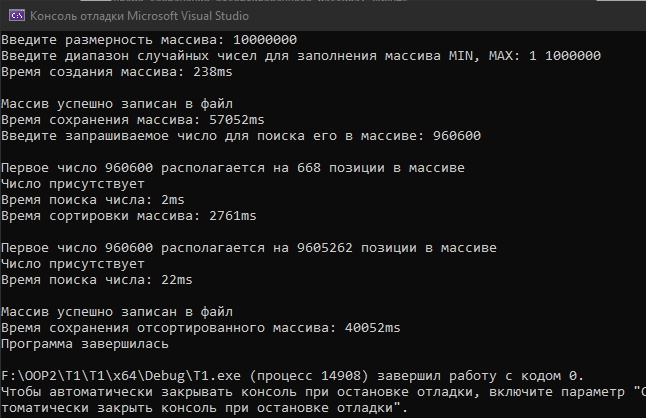 Консоль отладки Microsoft Visual Studio
Введите размерность массива: 10000000
Введите диапазон случайных чисел для заполнения массива MIN, MAX: 1 1000000
Время создания массива: 238ms
Массив успешно записан в файл
Время сохранения массива: 57052ms
Введите запрашиваемое число для поиска его в массиве: 960600
Первое число 960600 располагается на 668 позиции в массиве
Число присутствует
Время поиска числа: 2ms
Время сортировки массива: 2761ms
Первое число 960600 располагается на 9605262 позиции в массиве
Число присутствует
Время поиска числа: 22ms
Массив успешно записан в файл
Время сохранения отсортированного массива: 40052ms
Программа завершилась
F:\OOP2\T1\T1\x64\Debug\T1.exe (процесс 14908) завершил работу с кодом 0.
Чтобы автоматически закрывать консоль при остановке отладки, включите параметр "
томатически закрыть консоль при остановке отладки".